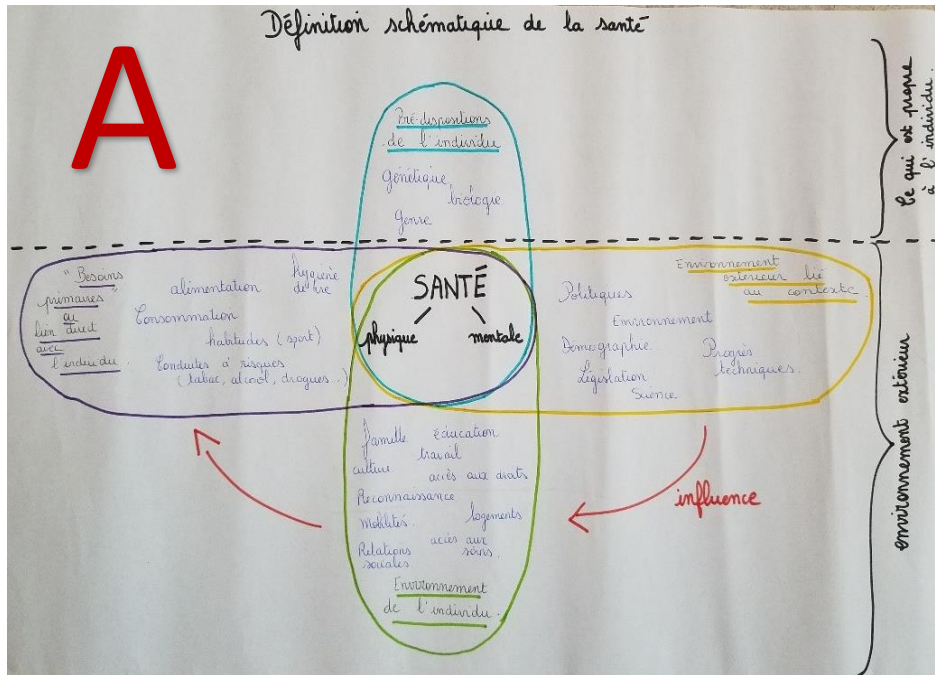 Définition schématique de la santé
A
Ce qui est propre
à l'individu.
Pré-dispositions
de l'individu
Génétique
biologie
Genre
"Besoins
primaires"
au
lien direct
avec
l'individu.
alimentation
hygiène
de vie
Consommation
habitudes (sport)
Conduites à risques
(tabac, alcool, drogues...)
SANTÉ
physique
mentale
Environnement
extérieur lié
au contexte.
Politiques
Environnement
Démographie
Progrès
techniques.
Législation
Science
environnement extérieur
famille
éducation
travail
culture
accès aux droits
Reconnaissance
Mobilités.
logements
accès aux
soins.
Relations
sociales
Environnement
de l'individu.
influence